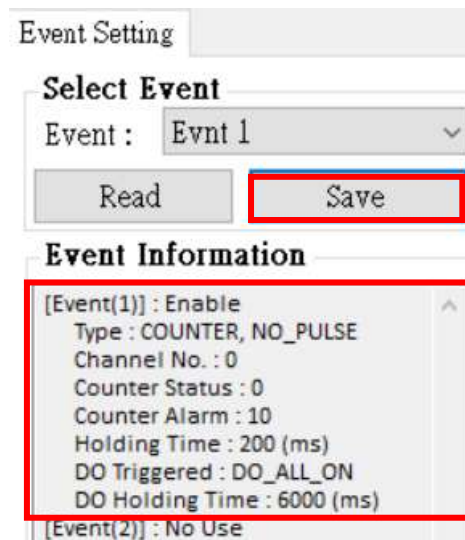 Event Setting
Select Event
Event : Evnt 1
Read Save
Event Information
[Event(1)] : Enable
Type : COUNTER, NO_PULSE
Channel No. : 0
Counter Status : 0
Counter Alarm : 10
Holding Time : 200 (ms)
DO Triggered : DO_ALL_ON
DO Holding Time : 6000 (ms)
[Event(2)] : No Use